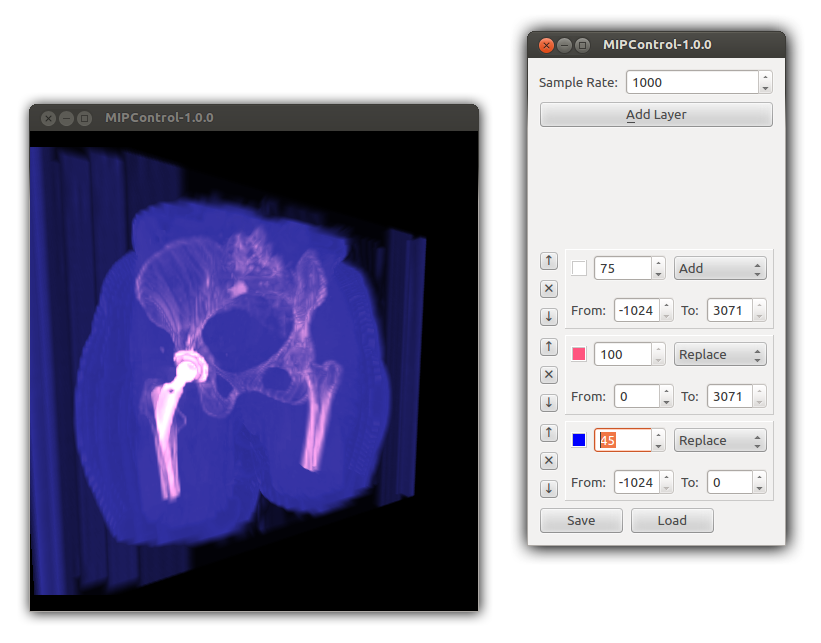 MIPControl-1.0.0
MIPControl-1.0.0
Sample Rate: 1000
Add Layer
75 Add
From: -1024 To: 3071
100 Replace
From: 0 To: 3071
45 Replace
From: -1024 To: 0
Save Load